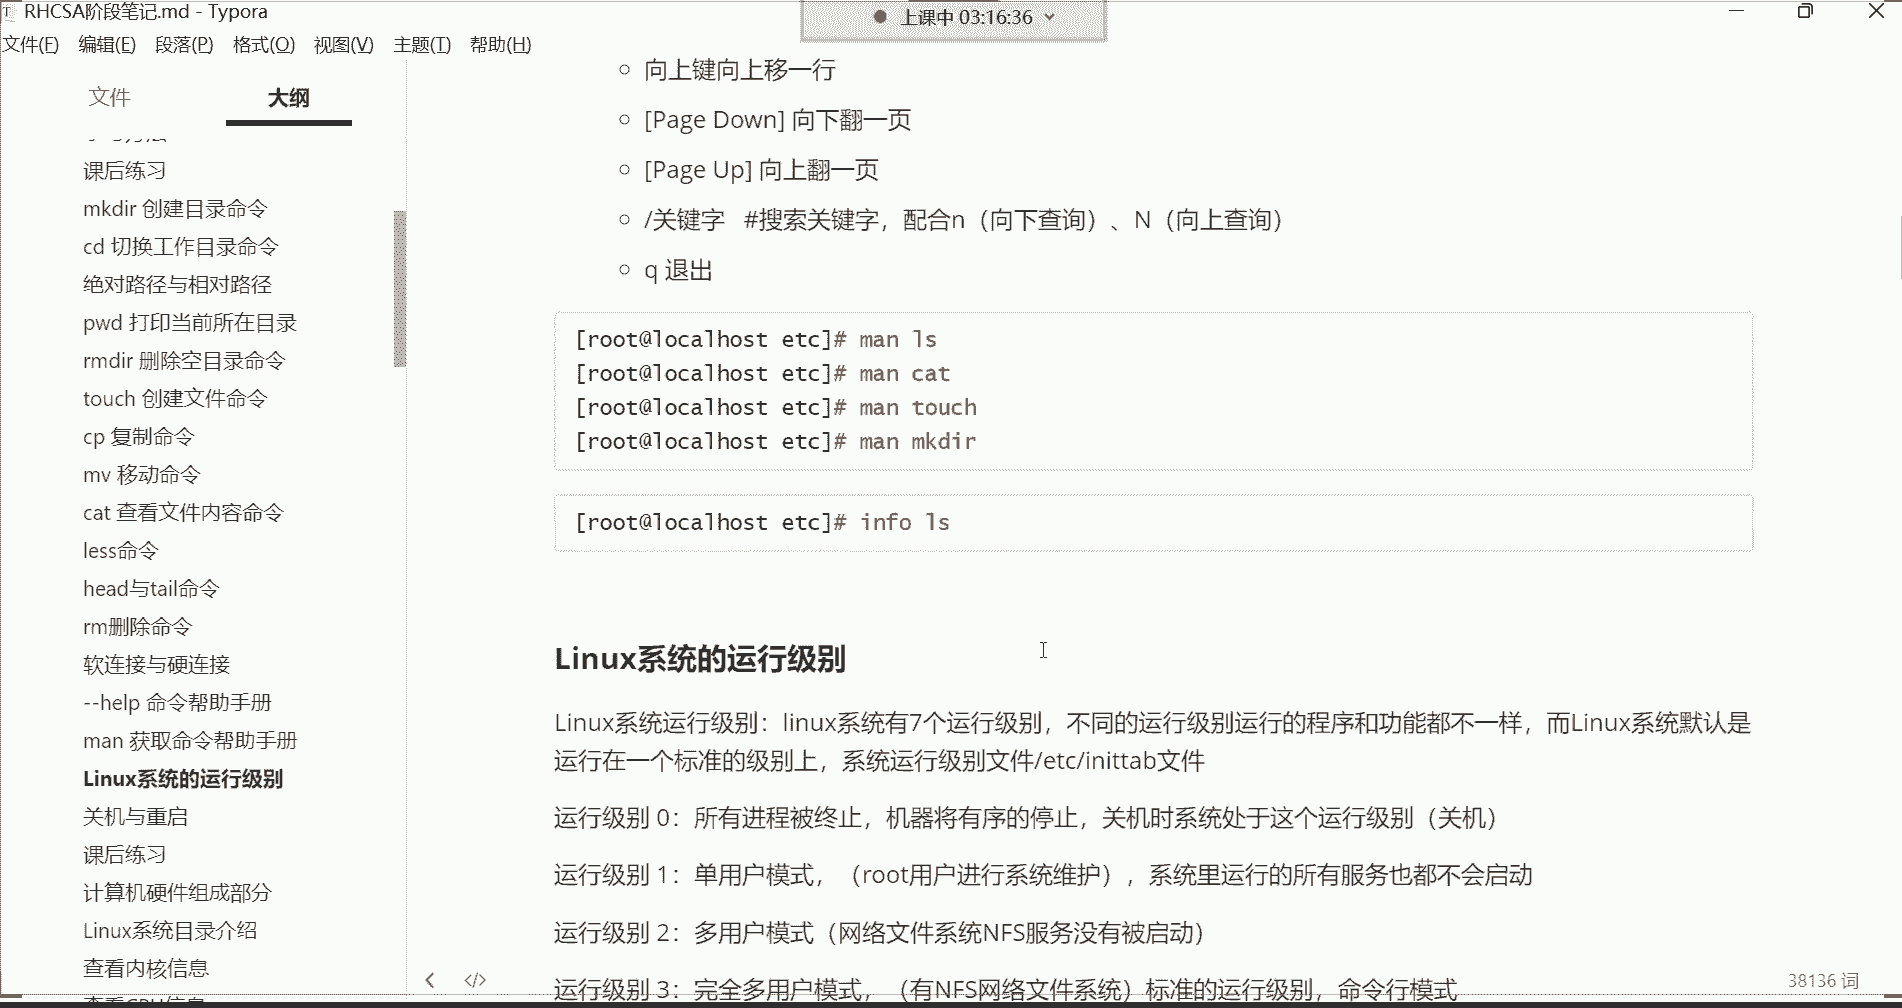 RHCSA阶段笔记.md - Typora
上课中 03:16:36
文件(F) 编辑(E) 段落(P) 格式(O) 视图(V) 主题(T) 帮助(H)
文件 大纲
课后练习
mkdir 创建目录命令
cd 切换工作目录命令
绝对路径与相对路径
pwd 打印当前所在目录
rmdir 删除空目录命令
touch 创建文件命令
cp 复制命令
mv 移动命令
cat 查看文件内容命令
less命令
head与tail命令
rm删除命令
软连接与硬连接
--help 命令帮助手册
man 获取命令帮助手册
Linux系统的运行级别
关机与重启
课后练习
计算机硬件组成部分
Linux系统目录介绍
查看内核信息
查看CPU信息
向上键向上移一行
[Page Down] 向下翻一页
[Page Up] 向上翻一页
/关键字 #搜索关键字，配合n（向下查询）、N（向上查询）
q 退出
[root@localhost etc]# man ls
[root@localhost etc]# man cat
[root@localhost etc]# man touch
[root@localhost etc]# man mkdir
[root@localhost etc]# info ls
Linux系统的运行级别
Linux系统运行级别：linux系统有7个运行级别，不同的运行级别运行的程序和功能都不一样，而Linux系统默认是
运行在一个标准的级别上，系统运行级别文件/etc/inittab文件
运行级别 0：所有进程被终止，机器将有序的停止，关机时系统处于这个运行级别（关机）
运行级别 1：单用户模式，（root用户进行系统维护），系统里运行的所有服务也都不会启动
运行级别 2：多用户模式（网络文件系统NFS服务没有被启动）
运行级别 3：完全多用户模式，（有NFS网络文件系统）标准的运行级别，命令行模式
38136 词